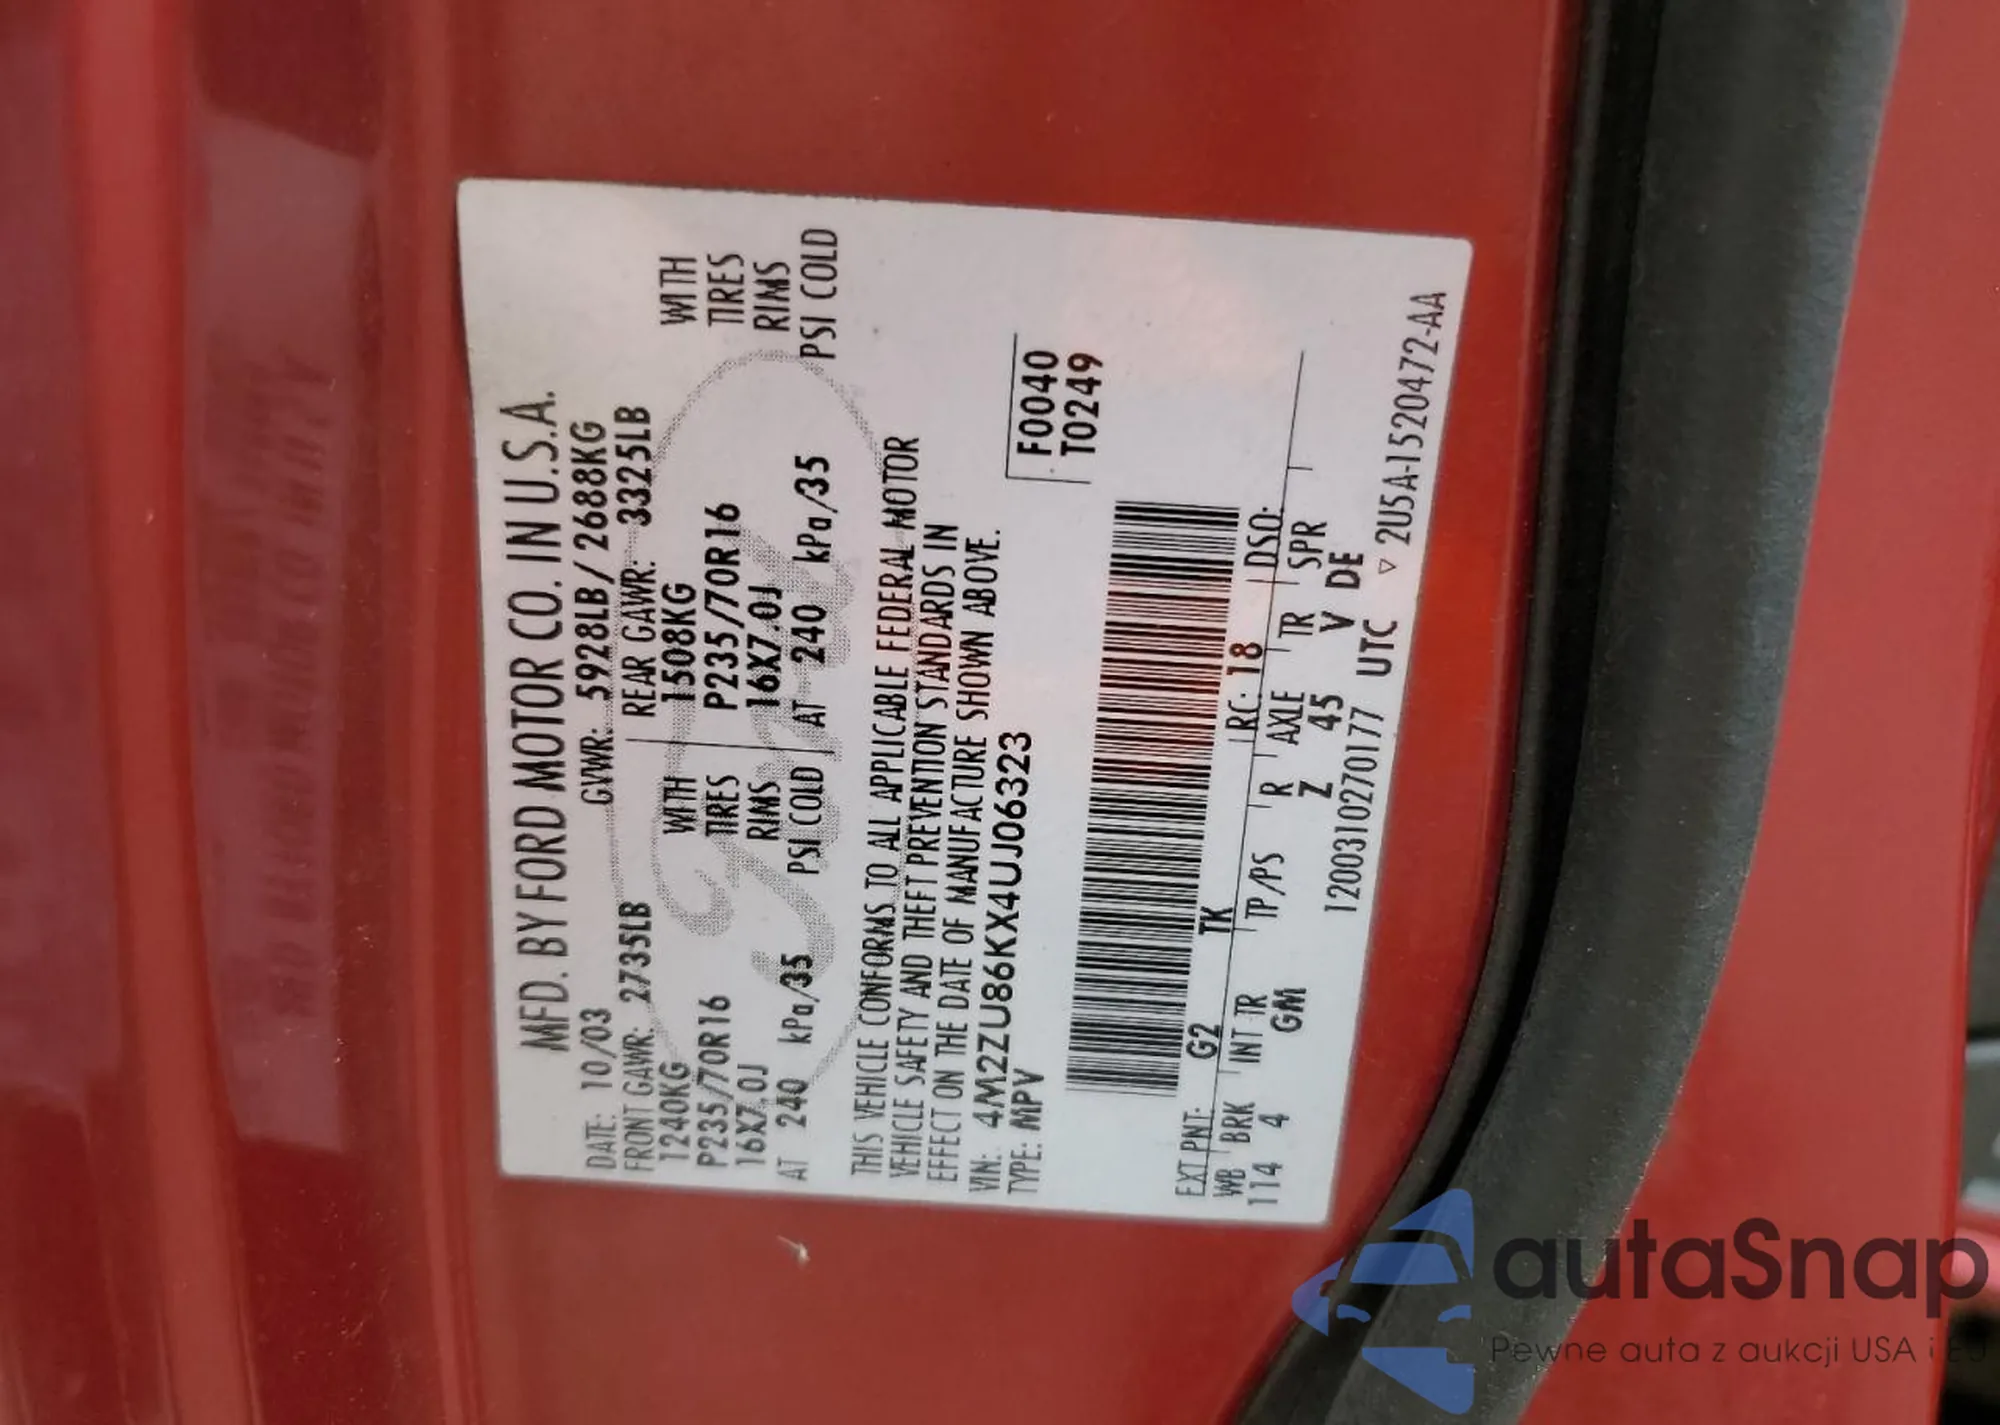 MFD. BY FORD MOTOR CO. IN U.S.A.
DATE: 10/03 GVWR: 5928LB / 2688KG
FRONT GAWR: 2735LB REAR GAWR: 3325LB
1240KG WITH 1508KG WITH
P235/70R16 TIRES P235/70R16 TIRES
16X7.0J RIMS 16X7.0J RIMS
AT 240 kPa/35 PSI COLD AT 240 kPa/35 PSI COLD
THIS VEHICLE CONFORMS TO ALL APPLICABLE FEDERAL MOTOR
VEHICLE SAFETY AND THEFT PREVENTION STANDARDS IN
EFFECT ON THE DATE OF MANUFACTURE SHOWN ABOVE.
VIN: 4M2ZU86KX4UJ06323 F0040
TYPE: MPV T0249
EXT PNT: G2 TK RC: 18 DSO:
WB BRK INT TR TP/PS R AXLE TR SPR
114 4 GM Z 45 V DE
1200310270177 UTC ▽ 2U5A-1520472-AA
autaSnap
Pewne auta z aukcji USA i EU